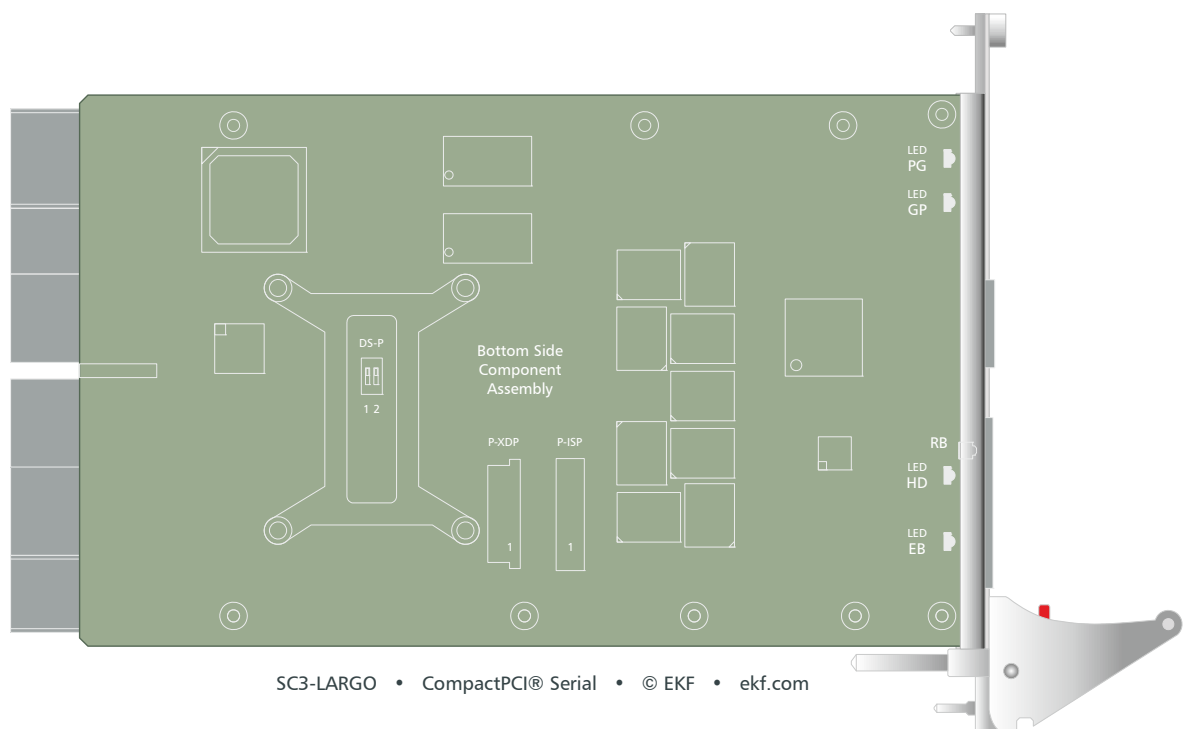 LED
PG
LED
GP
DS-P
1 2
Bottom Side
Component
Assembly
P-XDP
P-ISP
1
1
RB
LED
HD
LED
EB
SC3-LARGO • CompactPCI® Serial • © EKF • ekf.com